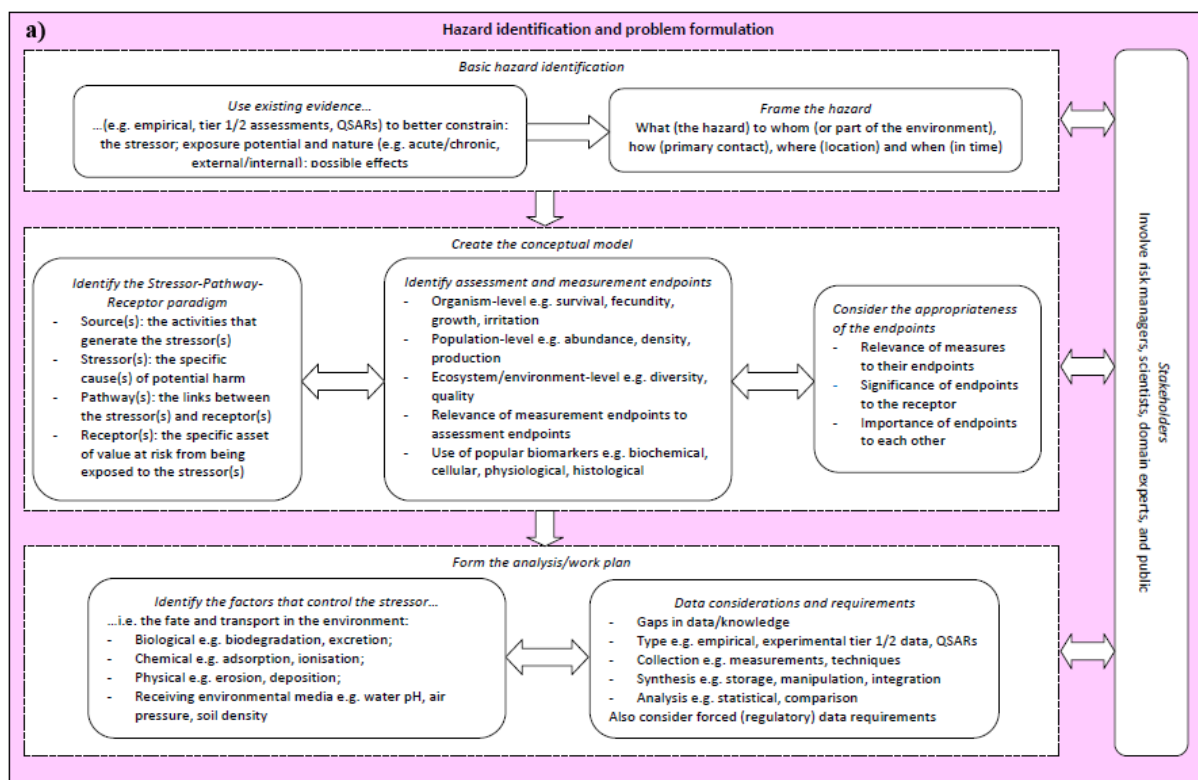 a)
Hazard identification and problem formulation
Basic hazard identification
Use existing evidence…
…(e.g. empirical, tier 1/2 assessments, QSARs) to better constrain:
the stressor; exposure potential and nature (e.g. acute/chronic,
external/internal); possible effects
Frame the hazard
What (the hazard) to whom (or part of the environment),
how (primary contact), where (location) and when (in time)
Create the conceptual model
Identify the Stressor-Pathway-
Receptor paradigm
- Source(s): the activities that
generate the stressor(s)
- Stressor(s): the specific
cause(s) of potential harm
- Pathway(s): the links between
the stressor(s) and receptor(s)
- Receptor(s): the specific asset
of value at risk from being
exposed to the stressor(s)
Identify assessment and measurement endpoints
- Organism-level e.g. survival, fecundity,
growth, irritation
- Population-level e.g. abundance, density,
production
- Ecosystem/environment-level e.g. diversity,
quality
- Relevance of measurement endpoints to
assessment endpoints
- Use of popular biomarkers e.g. biochemical,
cellular, physiological, histological
Consider the appropriateness
of the endpoints
- Relevance of measures
to their endpoints
- Significance of endpoints
to the receptor
- Importance of endpoints
to each other
Form the analysis/work plan
Identify the factors that control the stressor…
…i.e. the fate and transport in the environment:
- Biological e.g. biodegradation, excretion;
- Chemical e.g. adsorption, ionisation;
- Physical e.g. erosion, deposition;
- Receiving environmental media e.g. water pH, air
pressure, soil density
Data considerations and requirements
- Gaps in data/knowledge
- Type e.g. empirical, experimental tier 1/2 data, QSARs
- Collection e.g. measurements, techniques
- Synthesis e.g. storage, manipulation, integration
- Analysis e.g. statistical, comparison
Also consider forced (regulatory) data requirements
Stakeholders
Involve risk managers, scientists, domain experts, and public